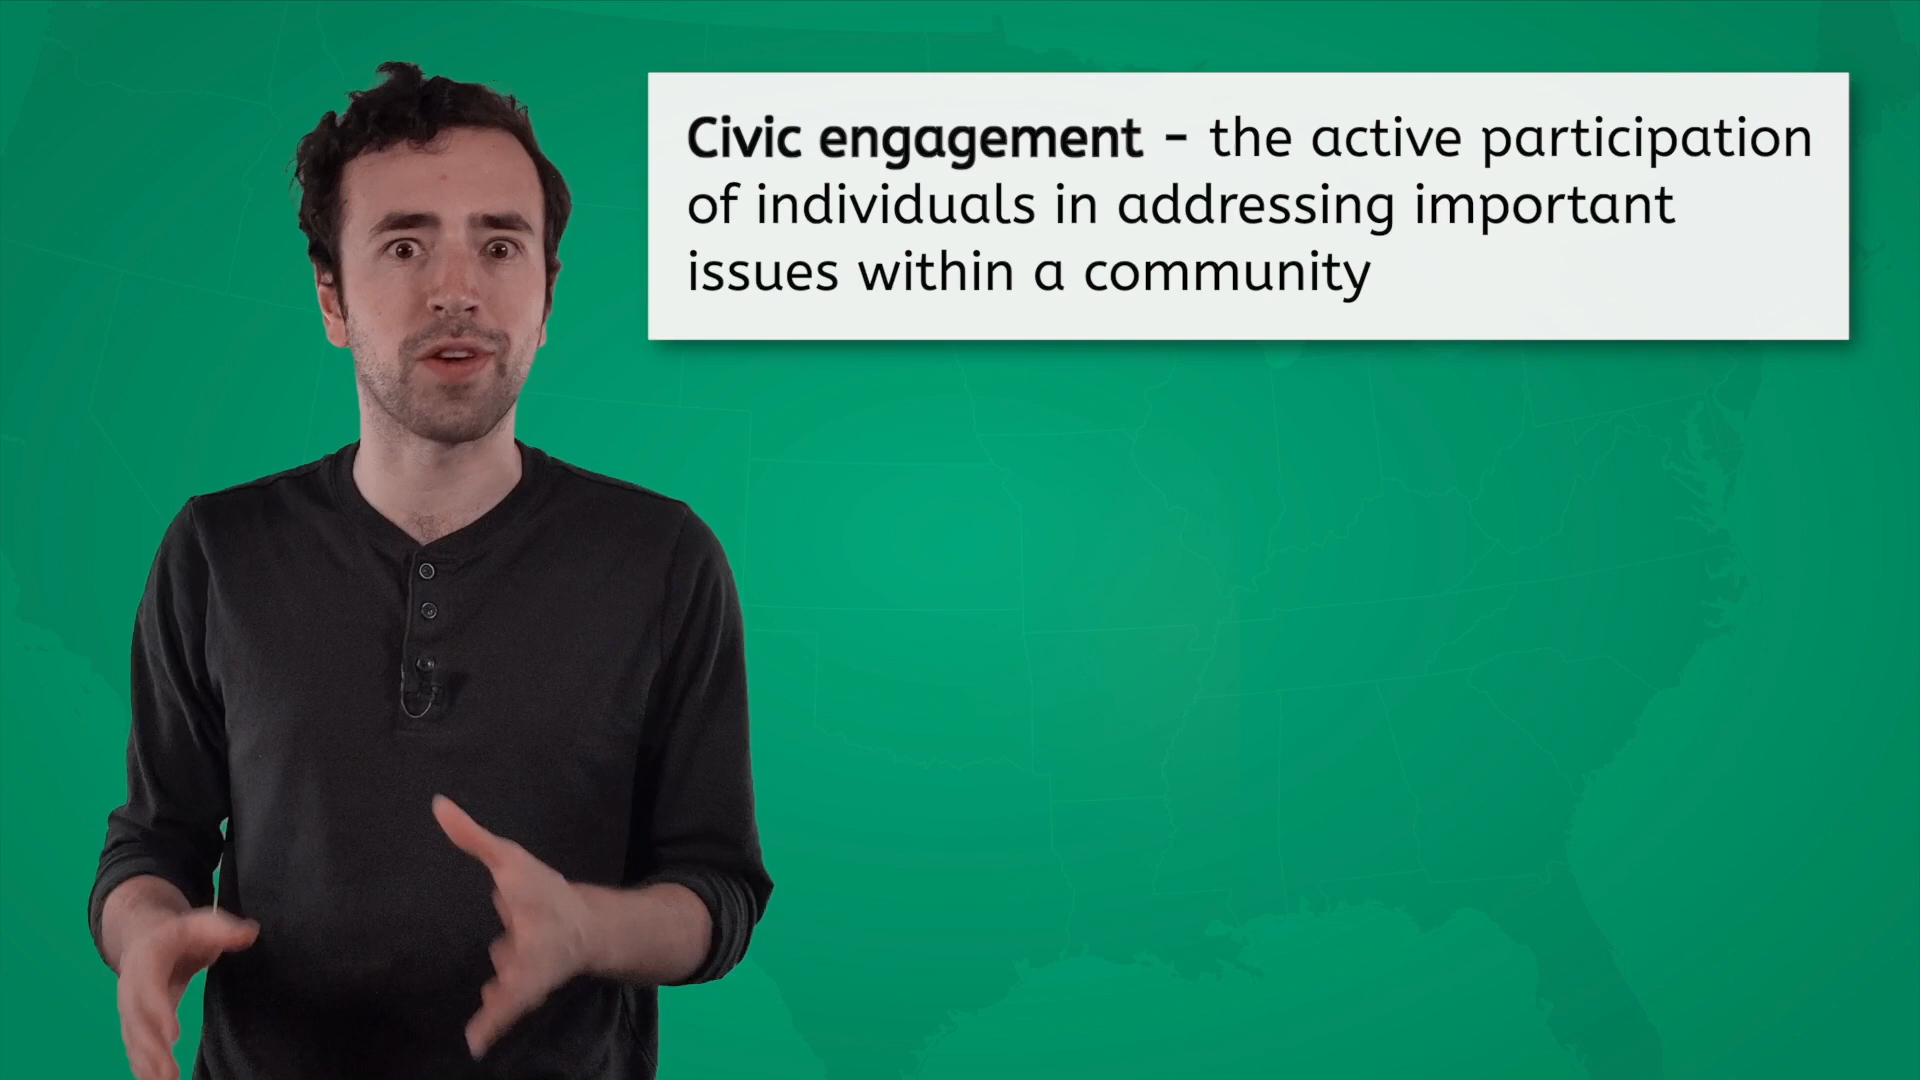 Civic engagement - the active participation
of individuals in addressing important
issues within a community